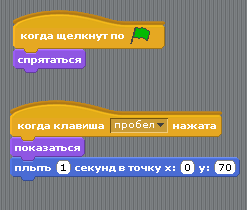 когда щелкнут по
спрятаться
когда клавиша пробел нажата
показаться
плыть 1 секунд в точку x: 0 y: 70